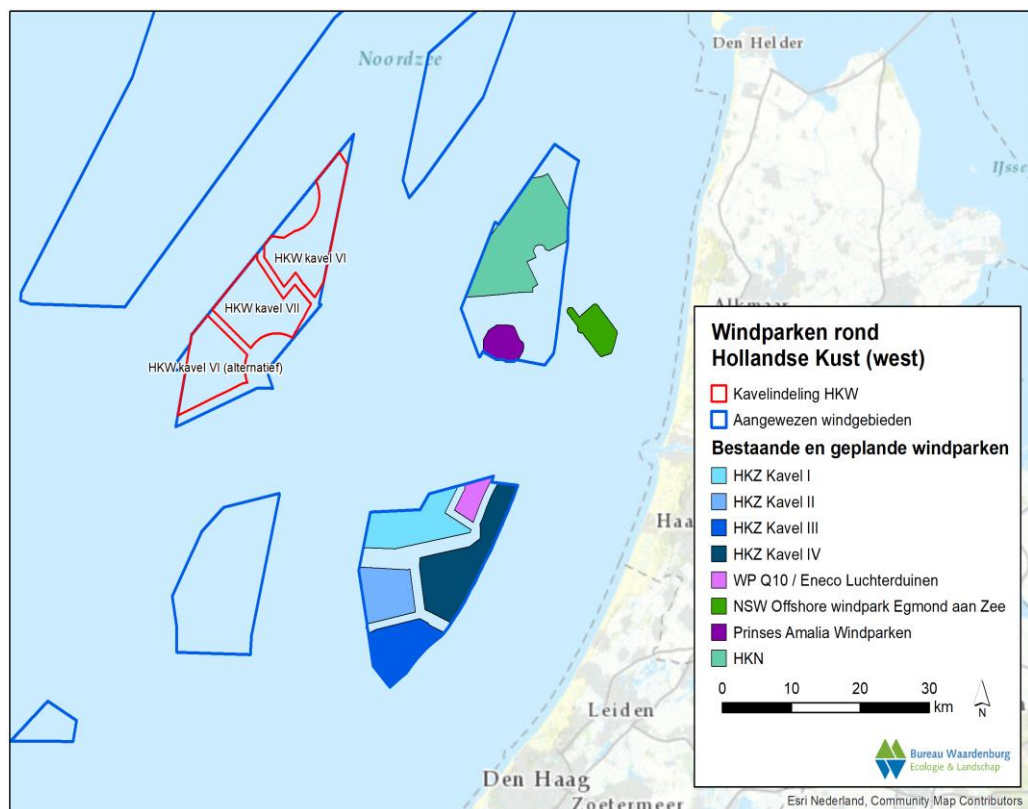 Noordzee
Den Helder
IJsse
HKW kavel VI
HKW kavel VII
HKW kavel VI (alternatief)
Alkmaar
Haa
Leiden
Den Haag
Zoetermeer
Windparken rond
Hollandse Kust (west)
Kavelindeling HKW
Aangewezen windgebieden
Bestaande en geplande windparken
HKZ Kavel I
HKZ Kavel II
HKZ Kavel III
HKZ Kavel IV
WP Q10 / Eneco Luchterduinen
NSW Offshore windpark Egmond aan Zee
Prinses Amalia Windparken
HKN
0 10 20 30
km
N
Bureau Waardenburg
Ecologie & Landschap
Esri Nederland, Community Map Contributors